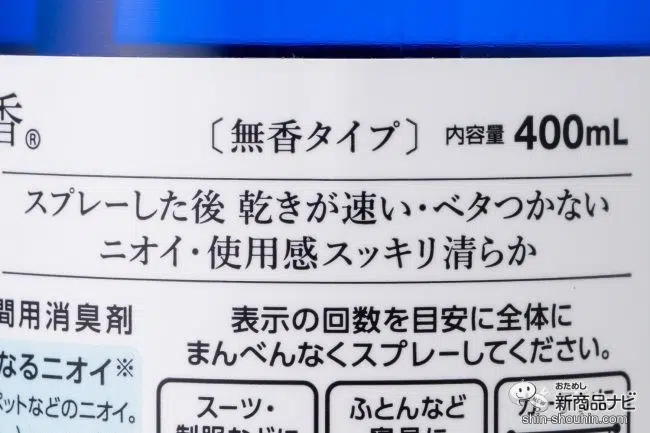 香®
〔無香タイプ〕 内容量 400mL
スプレーした後 乾きが速い・ベタつかない
ニオイ・使用感スッキリ清らか
間用消臭剤
なるニオイ※
ペットなどのニオイ。
表示の回数を目安に全体に
まんべんなくスプレーしてください。
スーツ・
制服などに
ふとんなど
寝具に
おためし
新商品ナビ
shin-shouhin.com